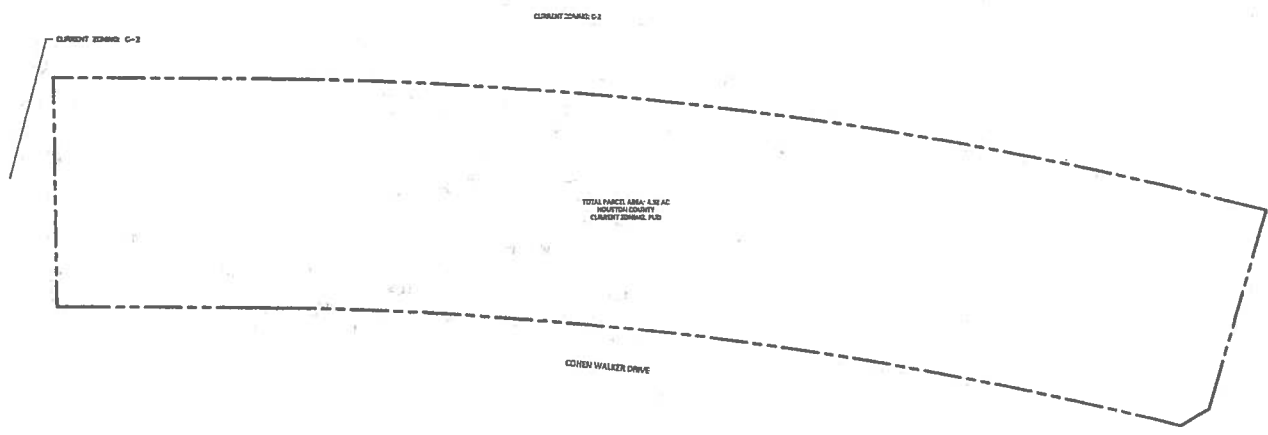 CURRENT ZONING: C-2
CURRENT ZONING: C-2
TOTAL PARCEL AREA: 4.32 AC
HOUSTON COUNTY
CURRENT ZONING: PUD
COHEN WALKER DRIVE